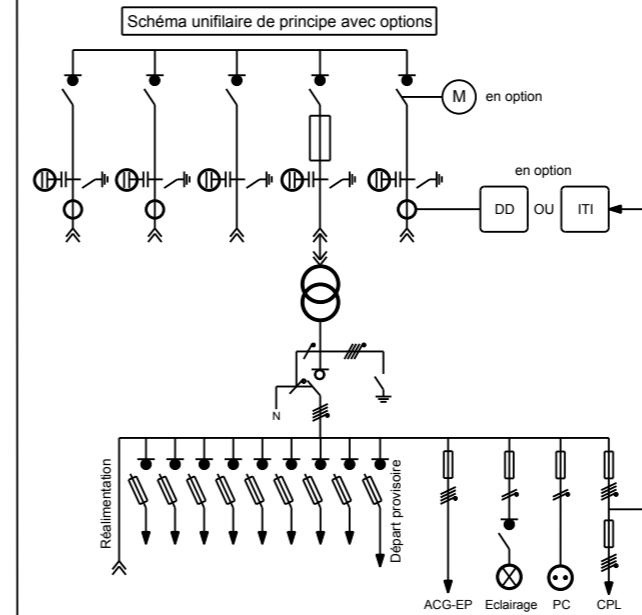 Schéma unifilaire de principe avec options
M
en option
en option
DD
OU
ITI
N
Réalimentation
Départ provisoire
ACG-EP
Eclairage
PC
CPL